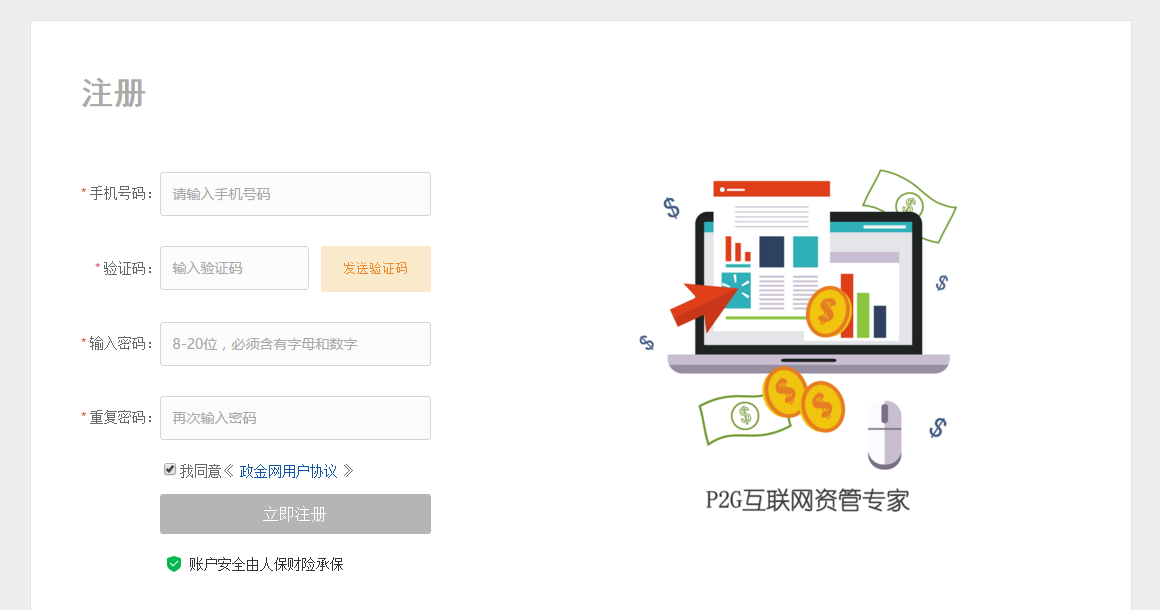 注册
*手机号码： 请输入手机号码
*验证码： 输入验证码 发送验证码
*输入密码： 8-20位，必须含有字母和数字
*重复密码： 再次输入密码
我同意《 政金网用户协议 》
立即注册
账户安全由人保财险承保
P2G互联网资管专家